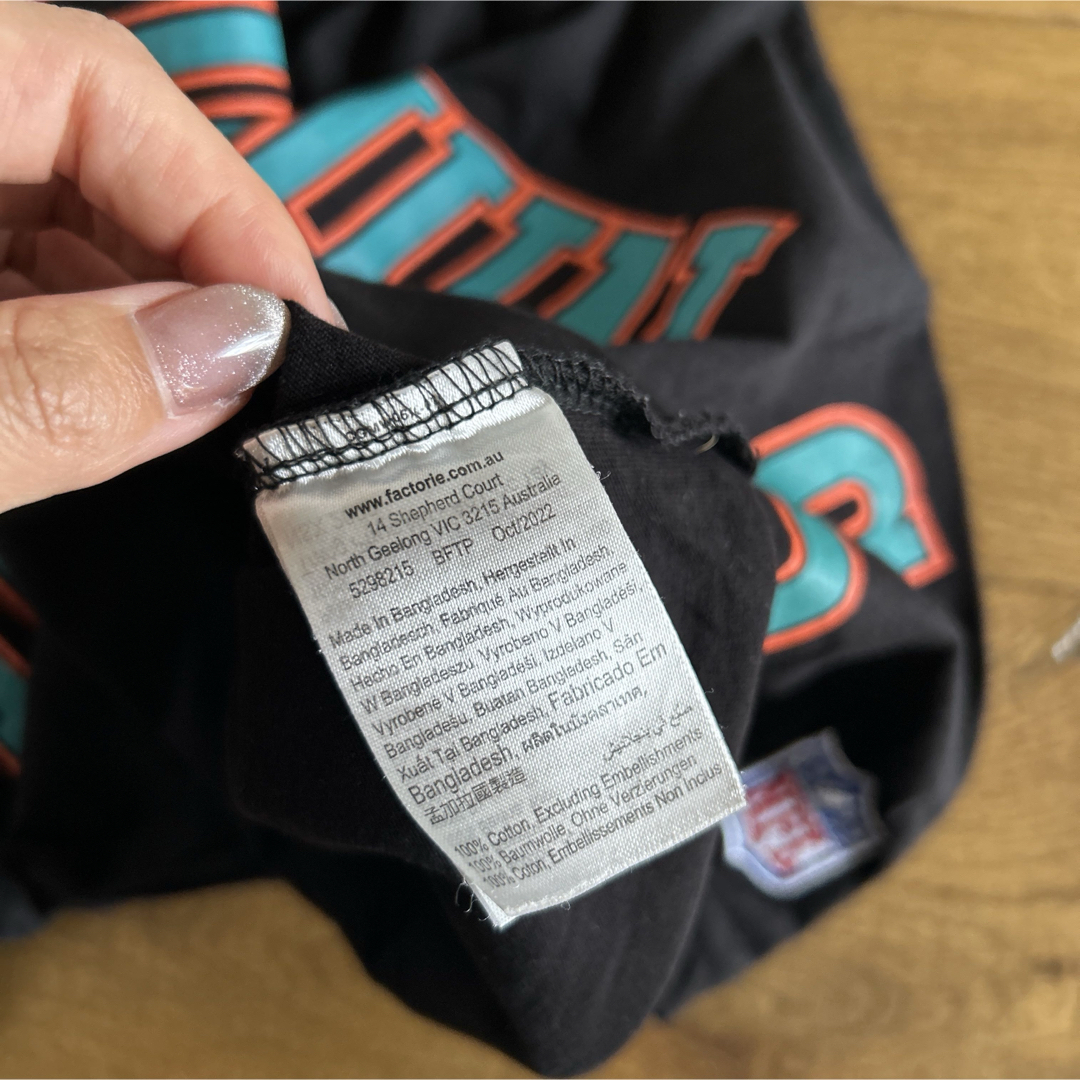 www.factorie.com.au
14 Shepherd Court
North Geelong VIC 3215 Australia
5298215 BFTP Oct/2022
Made In Bangladesh, Hergestellt In
Bangladesch, Fabriqué Au Bangladesh,
Hecho En Bangladesh, Wyprodukowane
W Bangladeszu, Vyrobeno V Bangladéši,
Vyrobené V Bangladéši, Izdelano V
Bangladešu, Buatan Bangladesh, Sản
Xuất Tại Bangladesh, Fabricado Em
Bangladesh, ผลิตในบังคลาเทศ,
孟加拉國製造
100% Cotton, Excluding Embellishments
100% Baumwolle, Ohne Verzierungen
100% Coton, Embellissements Non Inclus
NFL